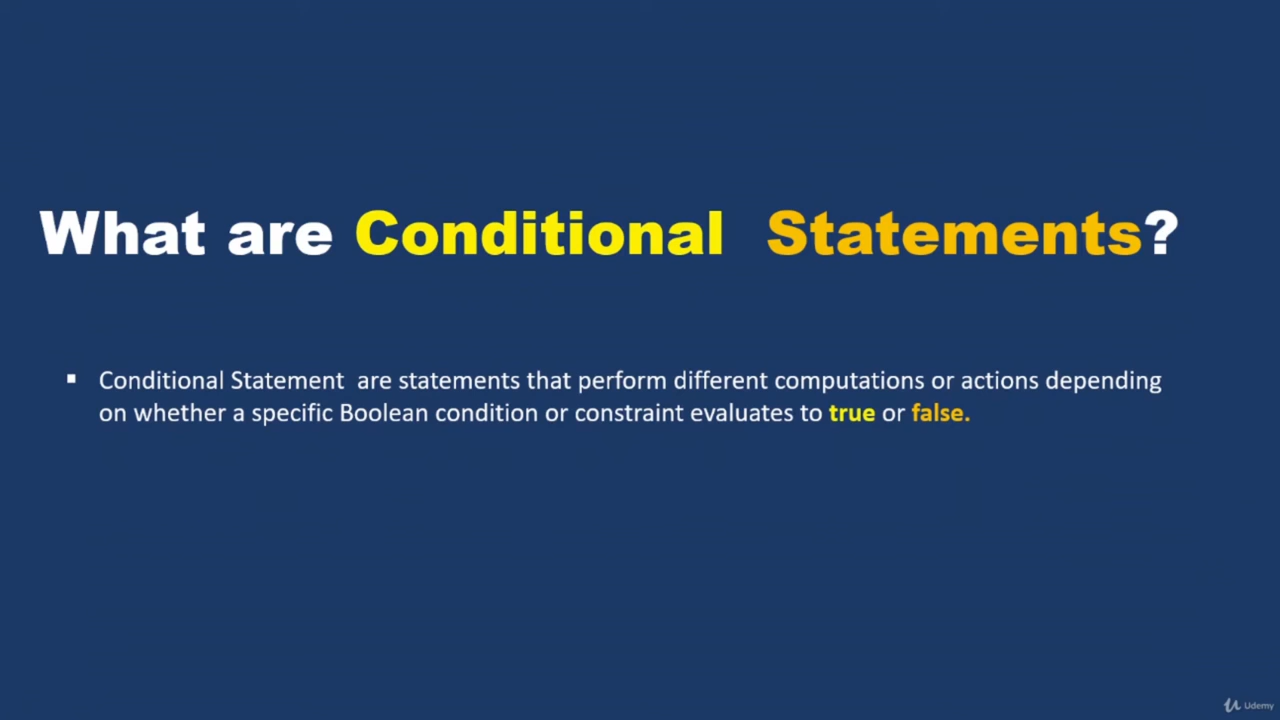 What are Conditional  Statements?
▪ Conditional Statement  are statements that perform different computations or actions depending
on whether a specific Boolean condition or constraint evaluates to true or false.
Udemy